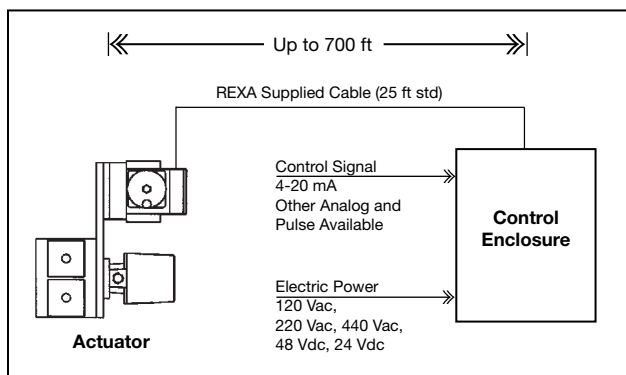 Up to 700 ft
REXA Supplied Cable (25 ft std)
Control Signal
4-20 mA
Other Analog and
Pulse Available
Control
Enclosure
Electric Power
120 Vac,
220 Vac, 440 Vac,
48 Vdc, 24 Vdc
Actuator